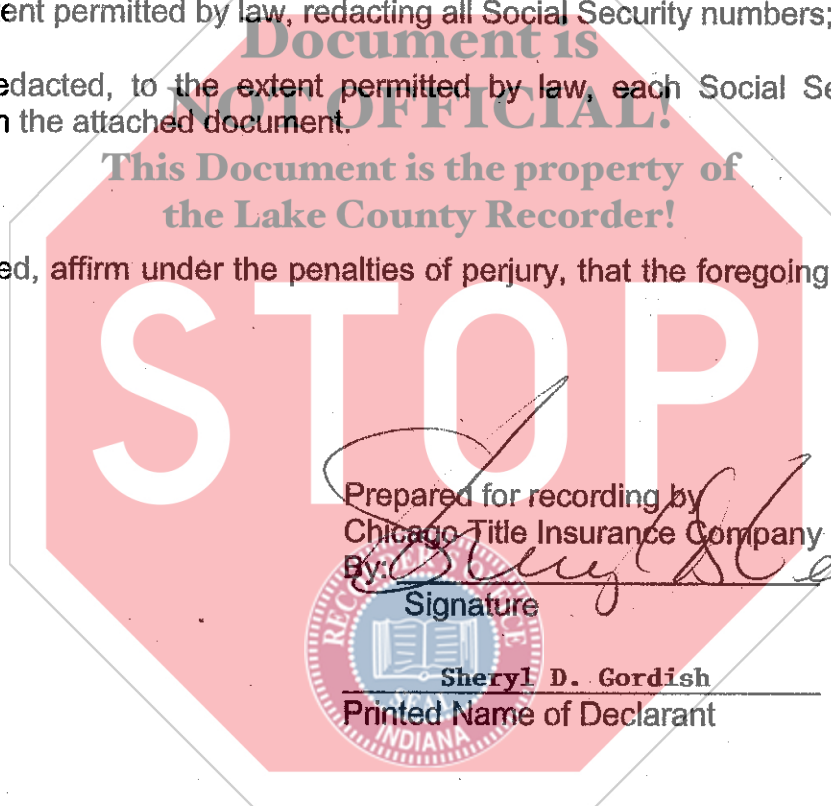 ent permitted by law, redacting all Social Security numbers;
Document is
edacted, to the extent permitted by law, each Social Se
NOT OFFICIAL!
n the attached document.
This Document is the property of
the Lake County Recorder!
ed, affirm under the penalties of perjury, that the foregoing
STOP
Prepared for recording by
Chicago Title Insurance Company
By:
Signature
Sheryl D. Gordish
Printed Name of Declarant
SEAL
INDIANA